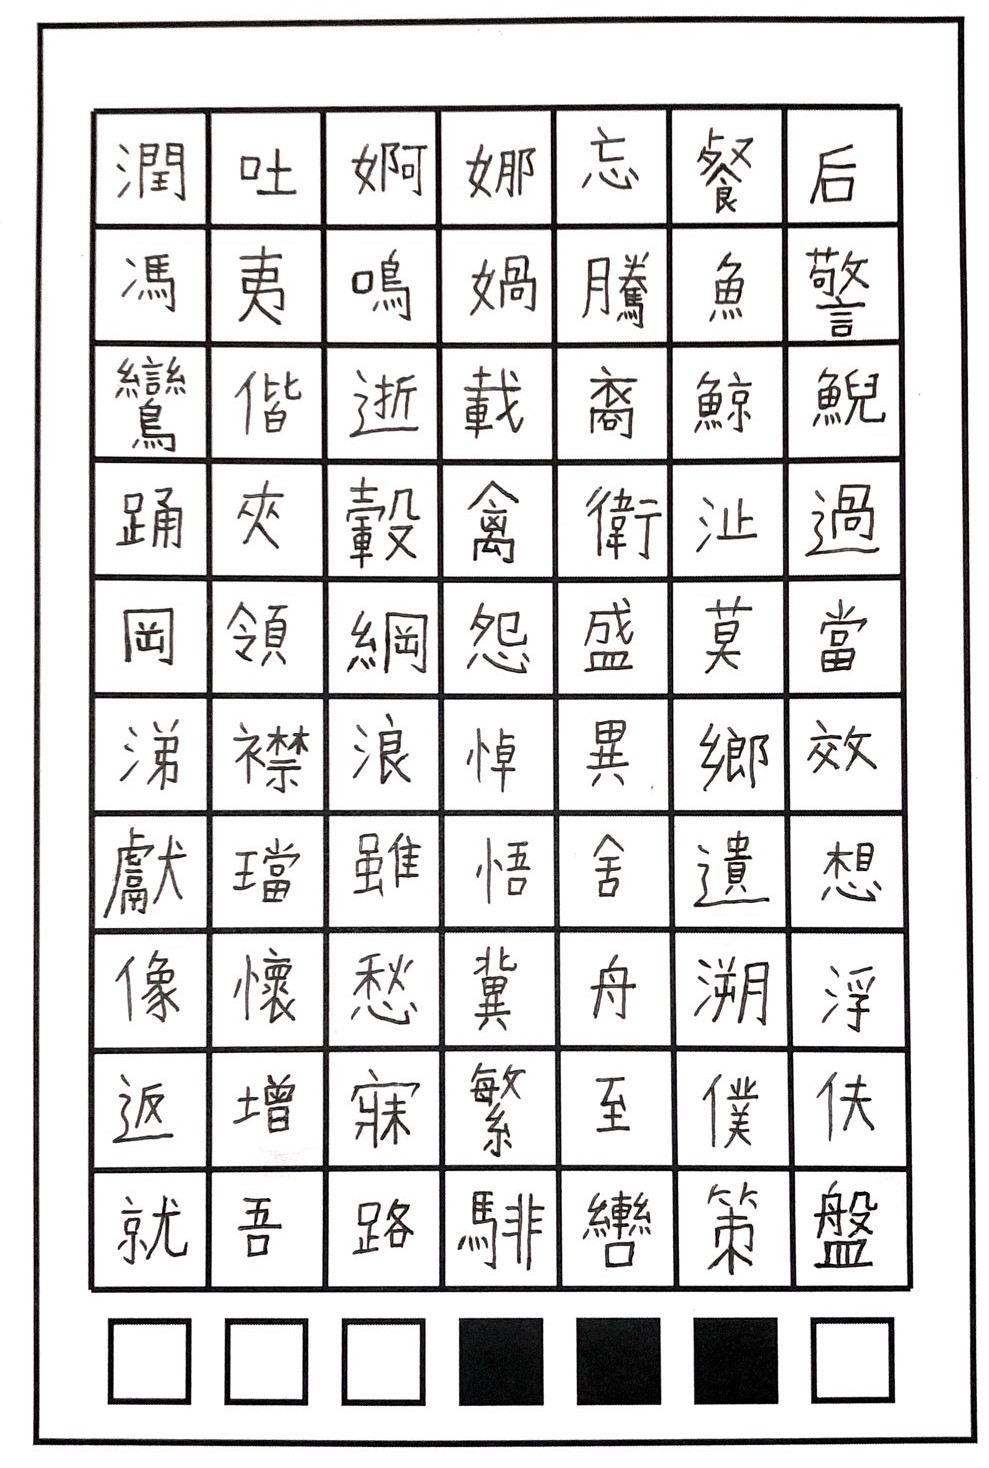 潤吐婀娜忘餐后
馮夷鳴媧騰魚警
鸞偕逝載裔鯨鯢
踊夾轂禽衛沚過
岡領綱怨盛莫當
涕襟浪悼異鄉效
獻璫雖悟舍遺想
像懷愁冀舟溯浮
返增寐繁至僕伕
就吾路騑轡策盤